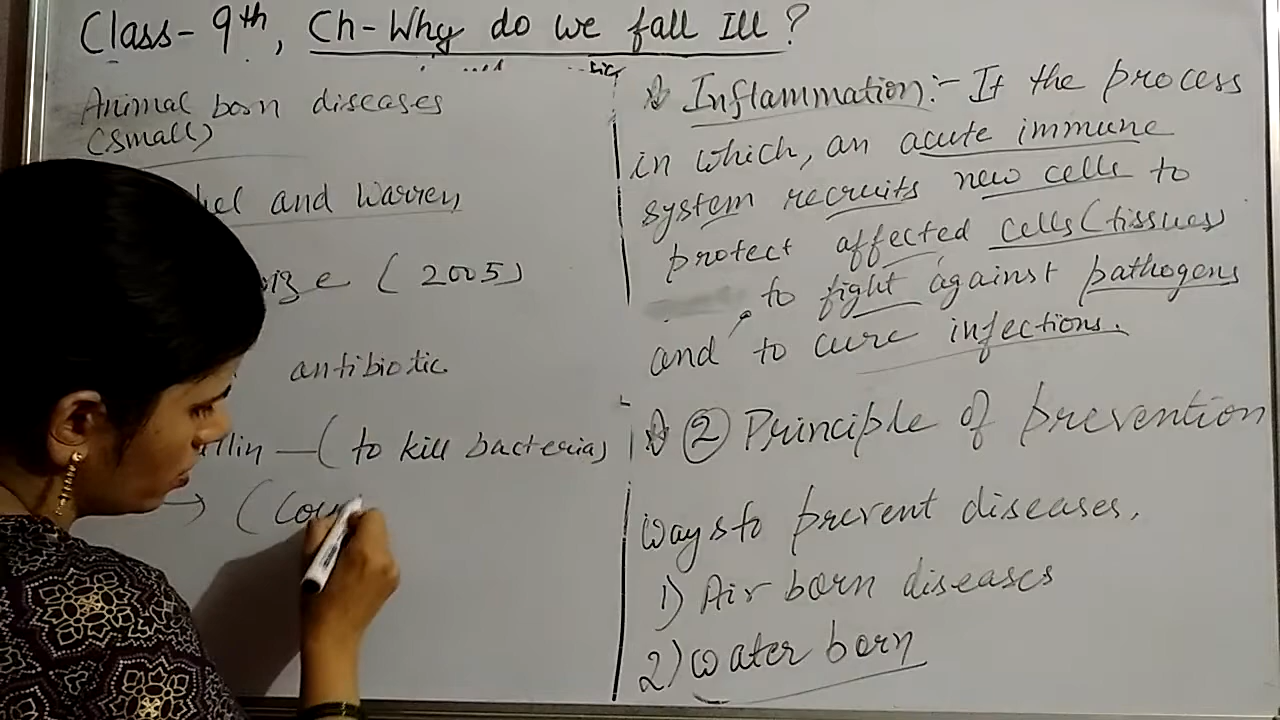 Class-9th, Ch-Why do we fall Ill?
Animal born diseases
(small)
and Warren
(2005)
antibiotic
(to kill bacteria)
→ (Cou
Inflammation:- It the process
in which, an acute immune
system recruits new cells to
protect affected cells (tissues)
to fight against pathogens
and to cure infections.
② Principle of prevention
Ways to prevent diseases.
1) Air born diseases
2) Water born